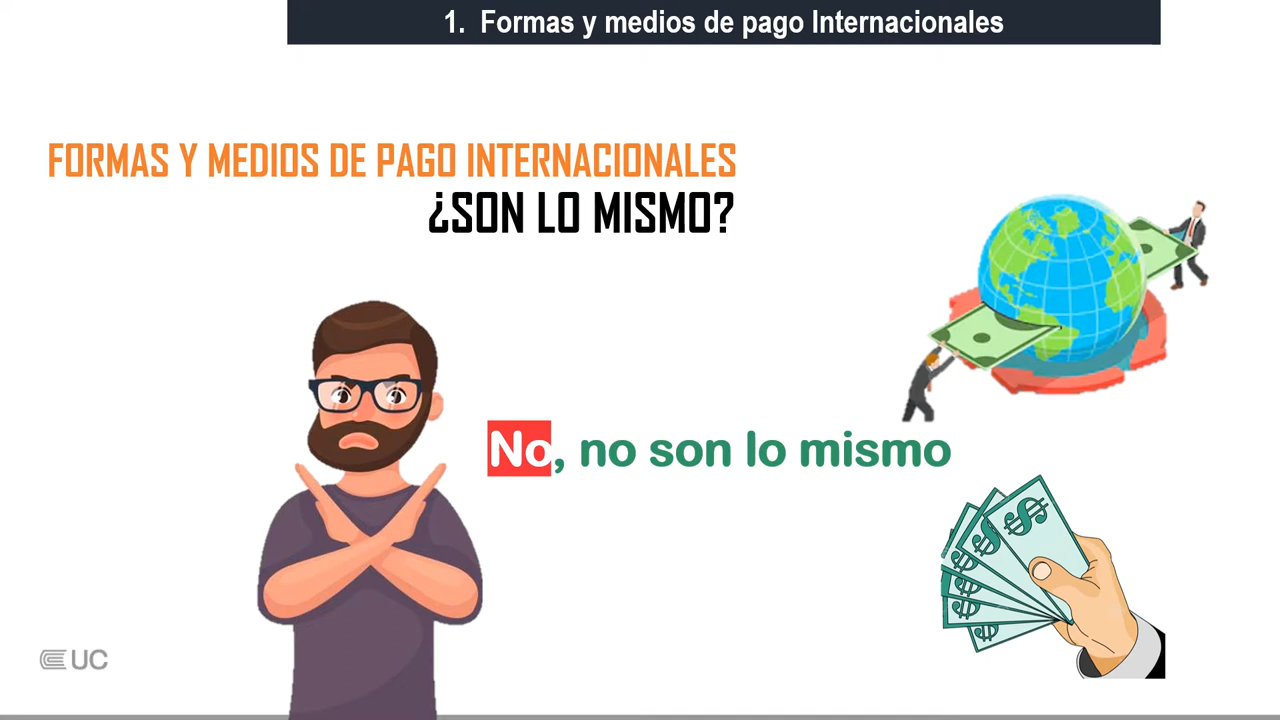 1. Formas y medios de pago Internacionales
FORMAS Y MEDIOS DE PAGO INTERNACIONALES
¿SON LO MISMO?
No, no son lo mismo
UC